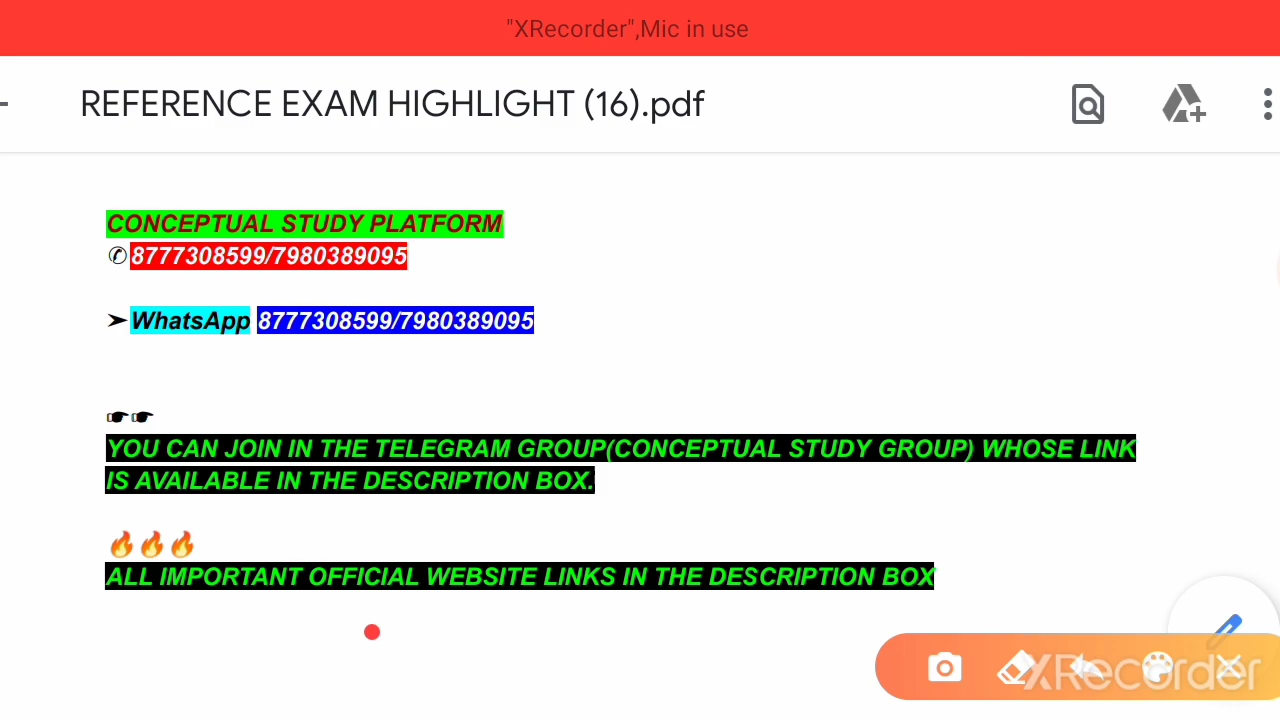 "XRecorder",Mic in use
REFERENCE EXAM HIGHLIGHT (16).pdf
CONCEPTUAL STUDY PLATFORM
✆8777308599/7980389095
➤WhatsApp 8777308599/7980389095
☛☛
YOU CAN JOIN IN THE TELEGRAM GROUP(CONCEPTUAL STUDY GROUP) WHOSE LINK
IS AVAILABLE IN THE DESCRIPTION BOX.
🔥🔥🔥
ALL IMPORTANT OFFICIAL WEBSITE LINKS IN THE DESCRIPTION BOX
XRecorder